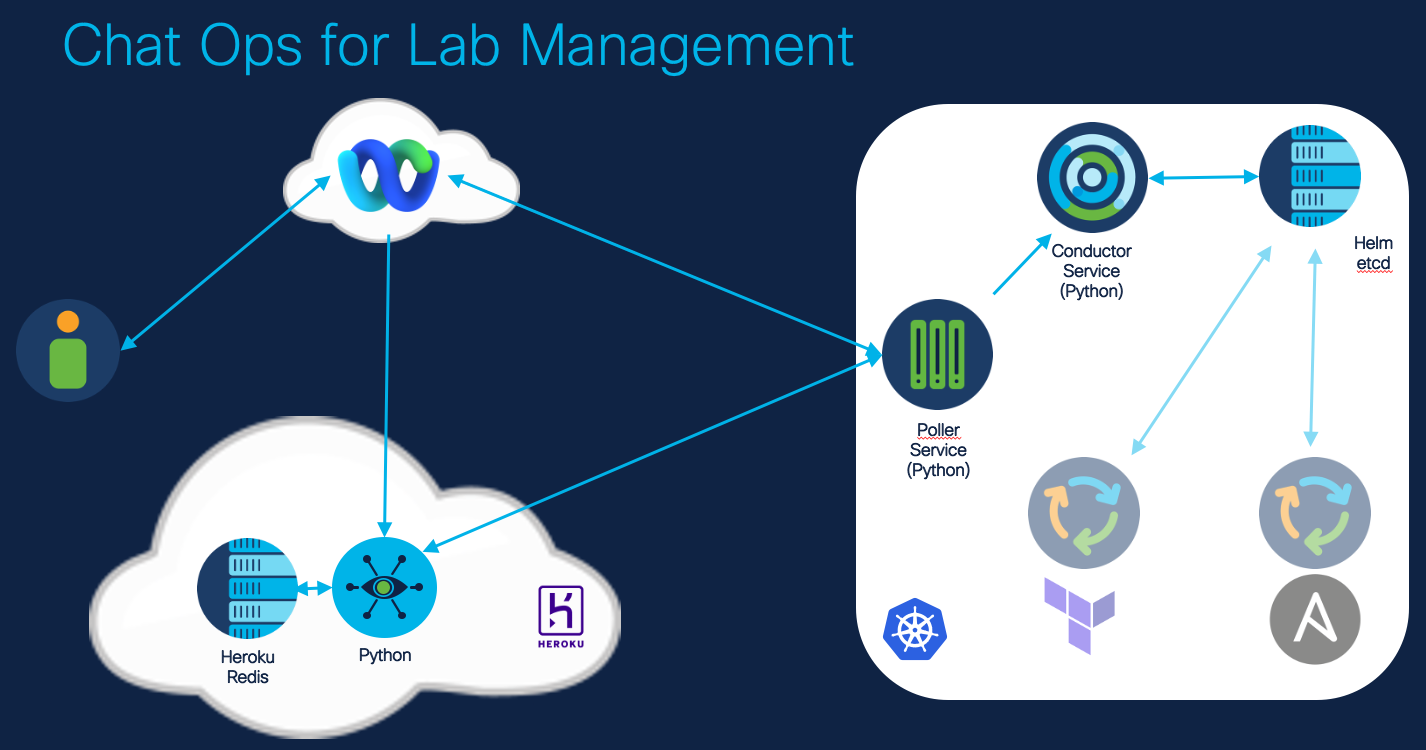 Chat Ops for Lab Management
Conductor
Service
(Python)
Helm
etcd
Poller
Service
(Python)
Heroku
Redis
Python
HEROKU